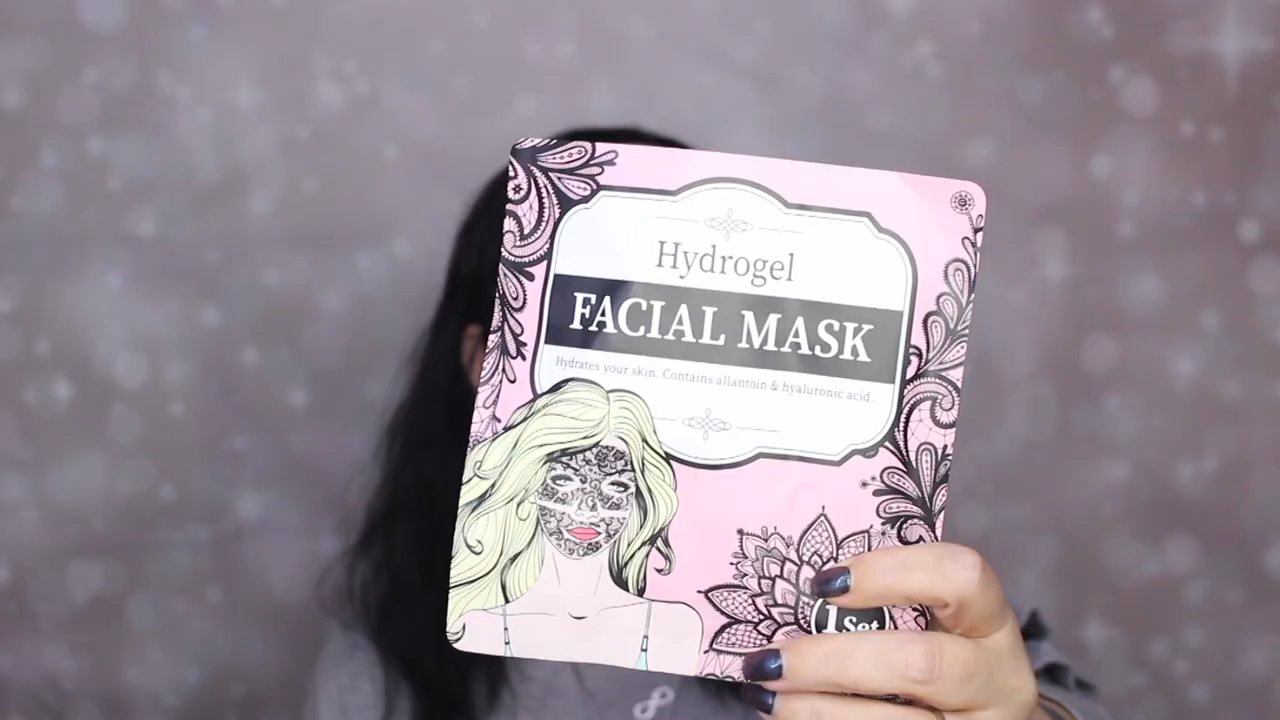 Hydrogel
FACIAL MASK
Hydrates your skin. Contains allantoin & hyaluronic acid.
1 Set